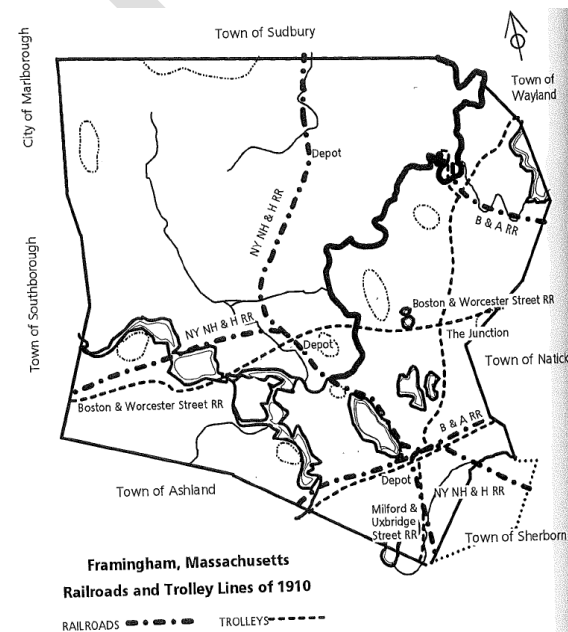 Town of Sudbury
City of Marlborough
Town of
Wayland
Depot
NY NH & H RR
B & A RR
Town of Southborough
Boston & Worcester Street RR
NY NH & H RR
The Junction
Depot
Town of Natick
Boston & Worcester Street RR
B & A RR
Depot
Town of Ashland
NY NH & H RR
Milford &
Uxbridge
Street RR
Town of Sherborn
Framingham, Massachusetts
Railroads and Trolley Lines of 1910
RAILROADS
TROLLEYS